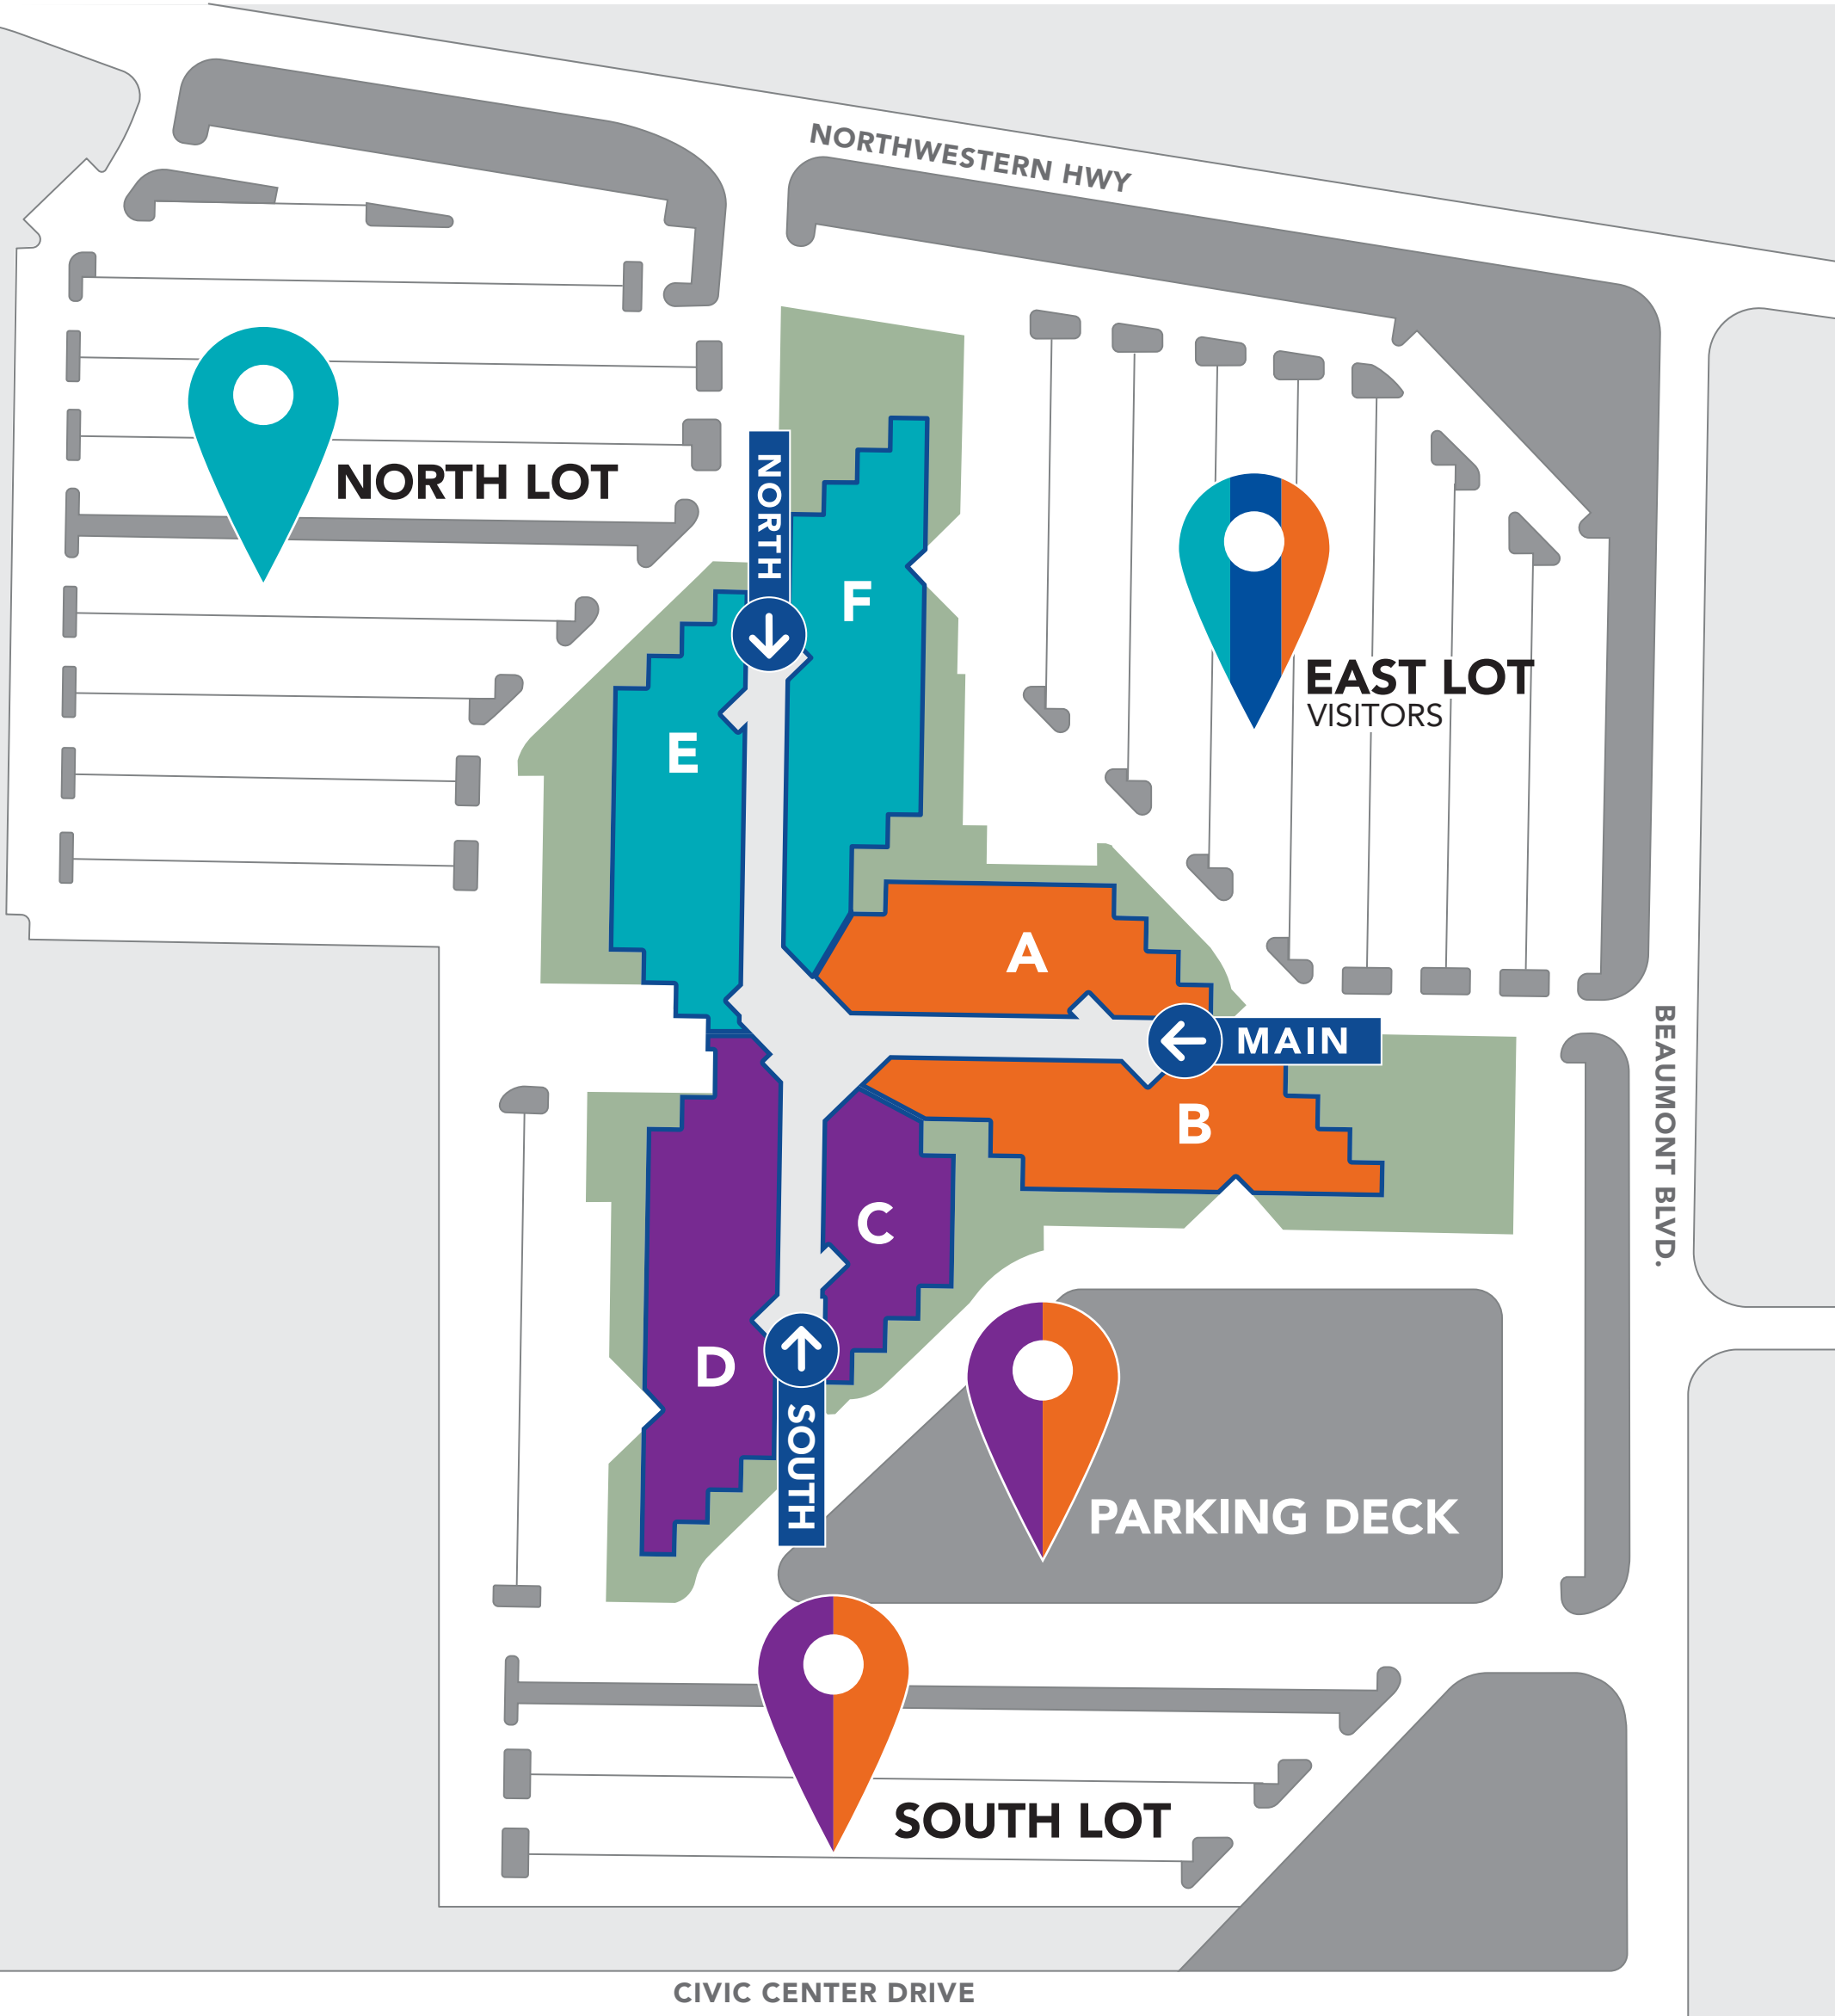 NORTHWESTERN HWY
NORTH LOT
NORTH
F
E
EAST LOT
VISITORS
A
MAIN
B
BEAUMONT BLVD.
C
D
SOUTH
PARKING DECK
SOUTH LOT
CIVIC CENTER DRIVE